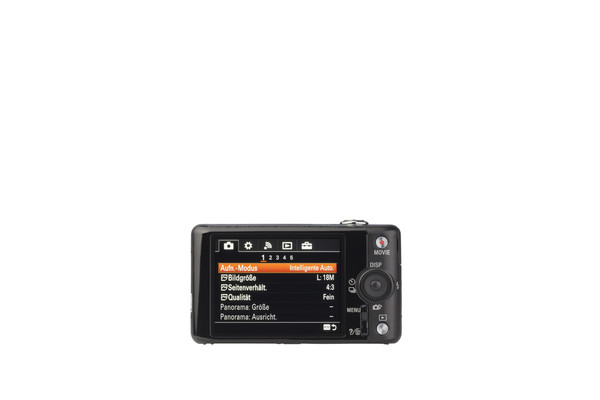 1 2 3 4 5
Aufn.-Modus Intelligente Auto.
Bildgröße L: 18M
Seitenverhält. 4:3
Qualität Fein
Panorama: Größe –
Panorama: Ausricht. –
MOVIE
DISP
MENU
?/